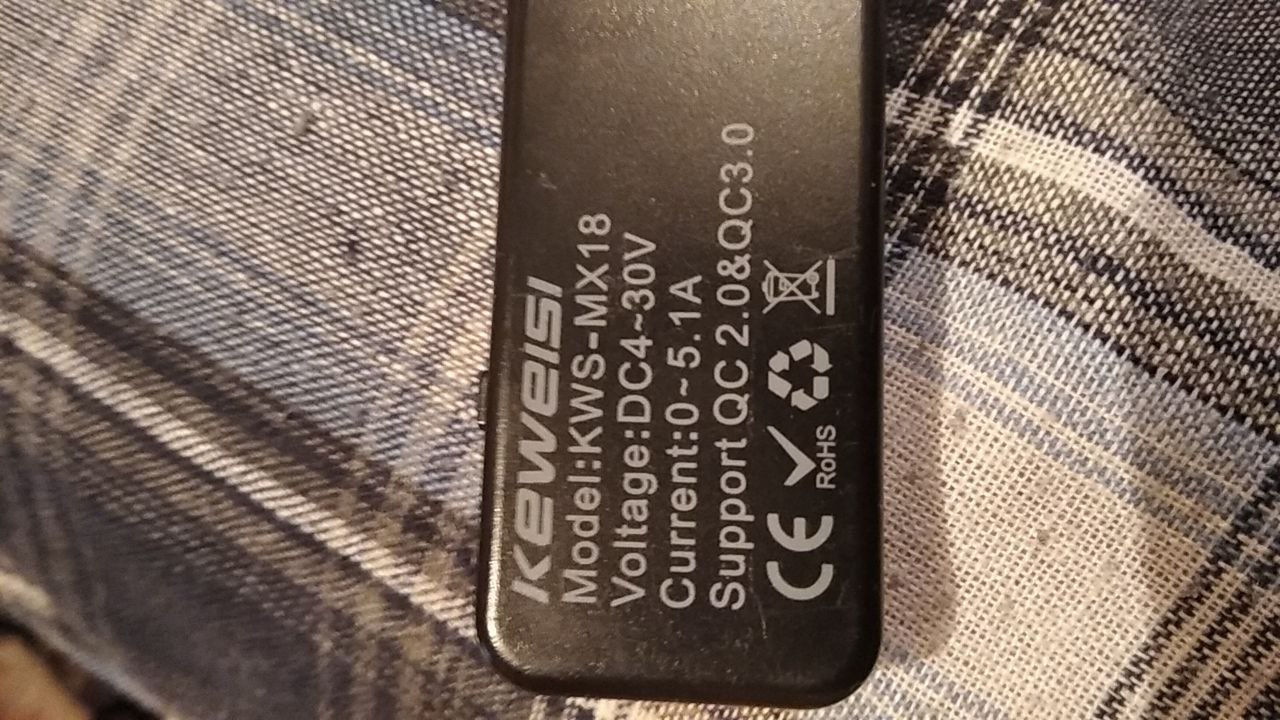 KEWEISI
Model:KWS-MX18
Voltage:DC4~30V
Current:0~5.1A
Support QC 2.0&QC3.0
CE RoHS